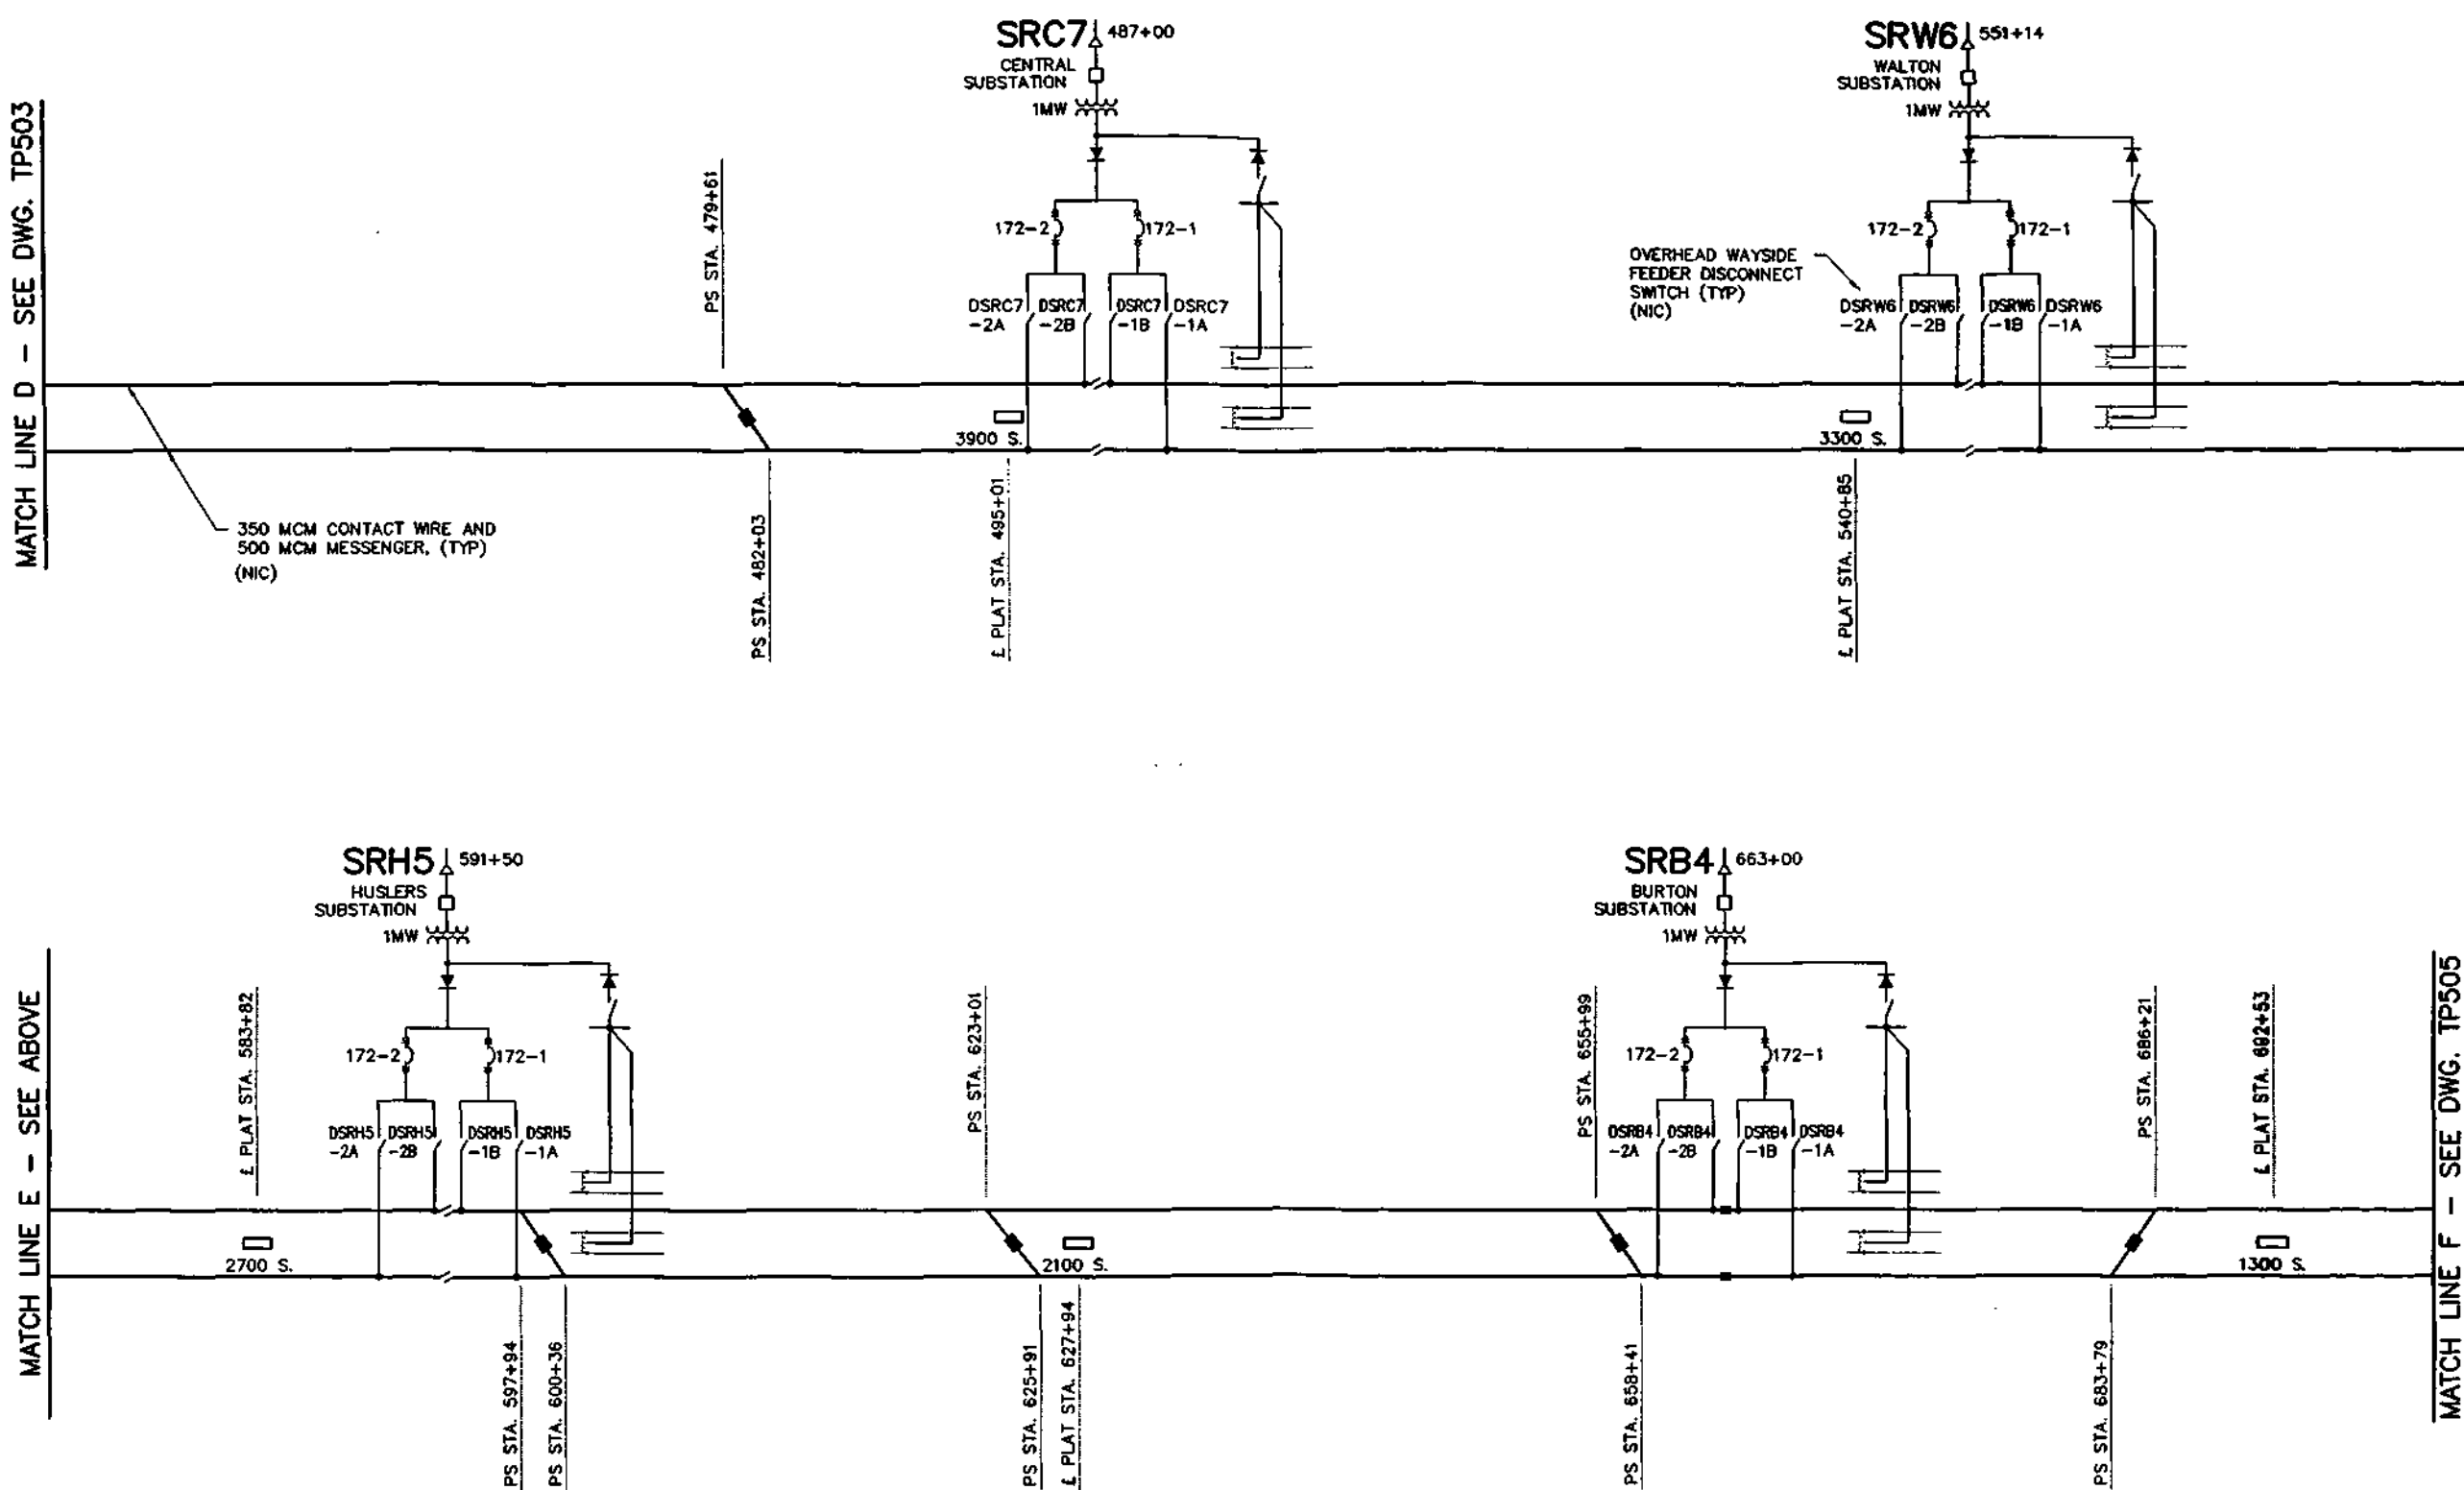 MATCH LINE D - SEE DWG. TP503
PS STA. 479+61
SRC7 487+00
CENTRAL
SUBSTATION
1MW
172-2 172-1
DSRC7 DSRC7 DSRC7 DSRC7
-2A -2B -1B -1A
3900 S.
350 MCM CONTACT WIRE AND
500 MCM MESSENGER, (TYP)
(NIC)
PS STA. 482+03
£ PLAT STA. 495+01
SRW6 551+14
WALTON
SUBSTATION
1MW
172-2 172-1
OVERHEAD WAYSIDE
FEEDER DISCONNECT
SWITCH (TYP)
(NIC)
DSRW6 DSRW6 DSRW6 DSRW6
-2A -2B -1B -1A
3300 S.
£ PLAT STA. 540+85
MATCH LINE E - SEE ABOVE
£ PLAT STA. 583+82
SRH5 591+50
HUSLERS
SUBSTATION
1MW
172-2 172-1
DSRH5 DSRH5 DSRH5 DSRH5
-2A -2B -1B -1A
2700 S.
PS STA. 597+94
PS STA. 600+36
PS STA. 623+01
2100 S.
PS STA. 625+91
£ PLAT STA. 627+94
PS STA. 655+99
SRB4 663+00
BURTON
SUBSTATION
1MW
172-2 172-1
DSRB4 DSRB4 DSRB4 DSRB4
-2A -2B -1B -1A
PS STA. 658+41
PS STA. 686+21
£ PLAT STA. 692+53
1300 S.
PS STA. 683+79
MATCH LINE F - SEE DWG. TP505